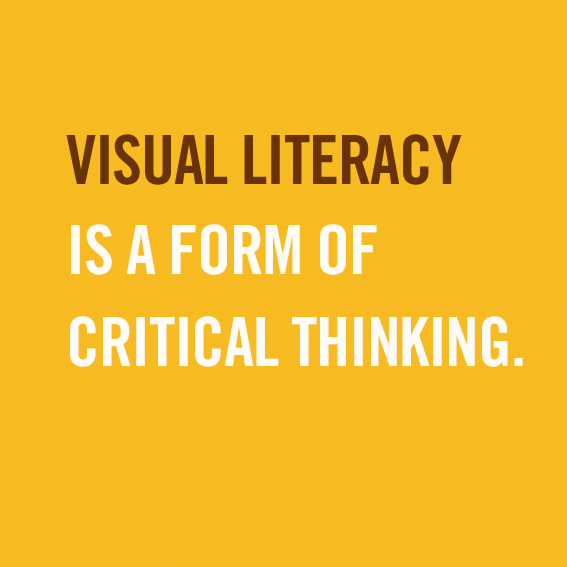 VISUAL LITERACY
IS A FORM OF
CRITICAL THINKING.